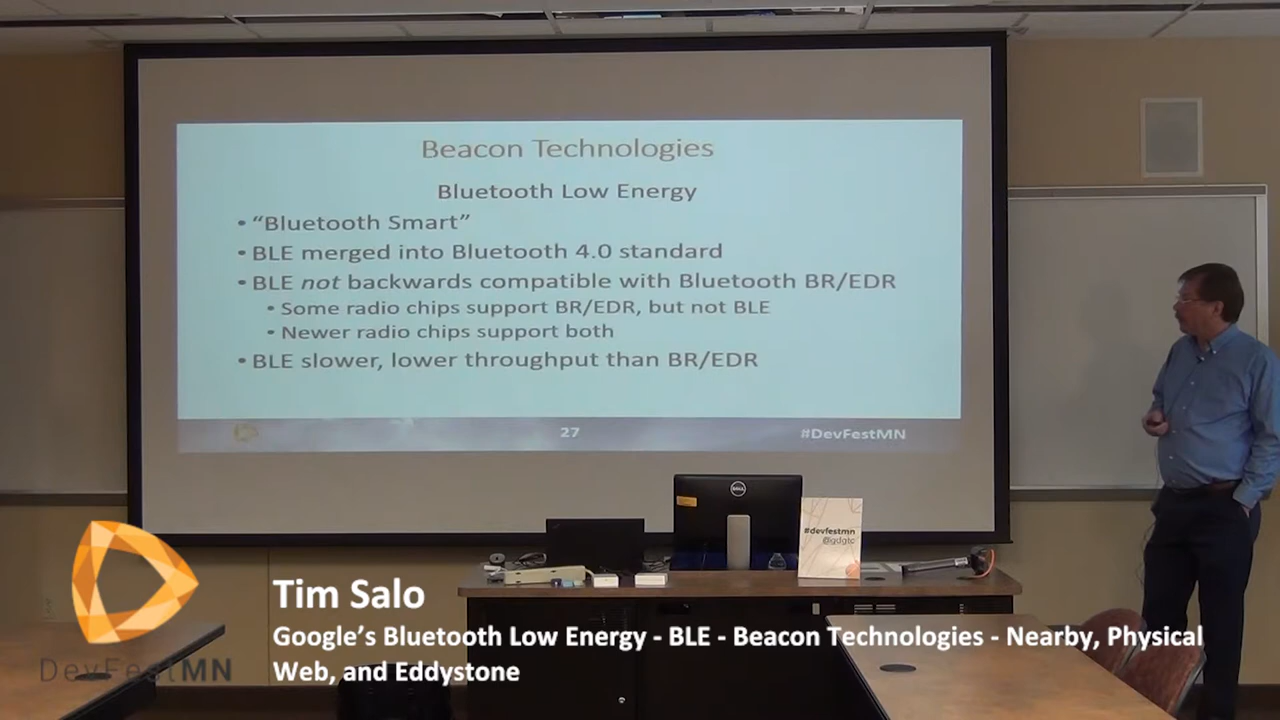 Beacon Technologies
Bluetooth Low Energy
• “Bluetooth Smart”
• BLE merged into Bluetooth 4.0 standard
• BLE not backwards compatible with Bluetooth BR/EDR
• Some radio chips support BR/EDR, but not BLE
• Newer radio chips support both
• BLE slower, lower throughput than BR/EDR
27
#DevFestMN
DELL
#devfestmn
@gdgtc
Tim Salo
Google’s Bluetooth Low Energy - BLE - Beacon Technologies - Nearby, Physical
Web, and Eddystone
DevFestMN